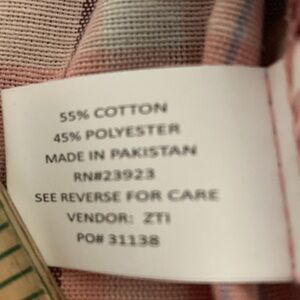 55% COTTON
45% POLYESTER
MADE IN PAKISTAN
RN#23923
SEE REVERSE FOR CARE
VENDOR: ZTI
PO# 31138